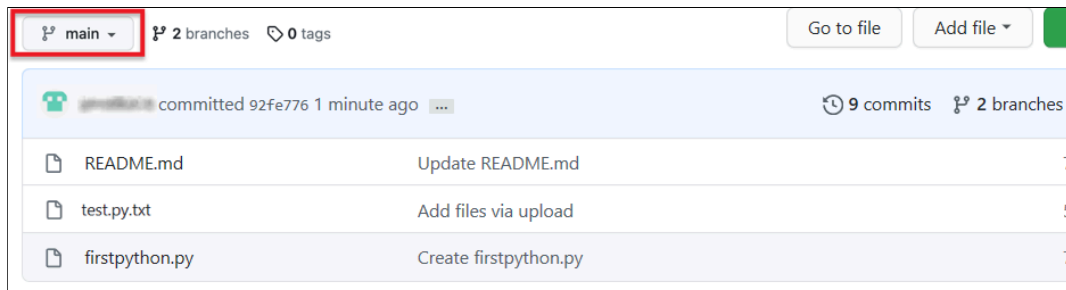 main 2 branches 0 tags Go to file Add file
committed 92fe776 1 minute ago ... 9 commits 2 branches
README.md Update README.md
test.py.txt Add files via upload
firstpython.py Create firstpython.py